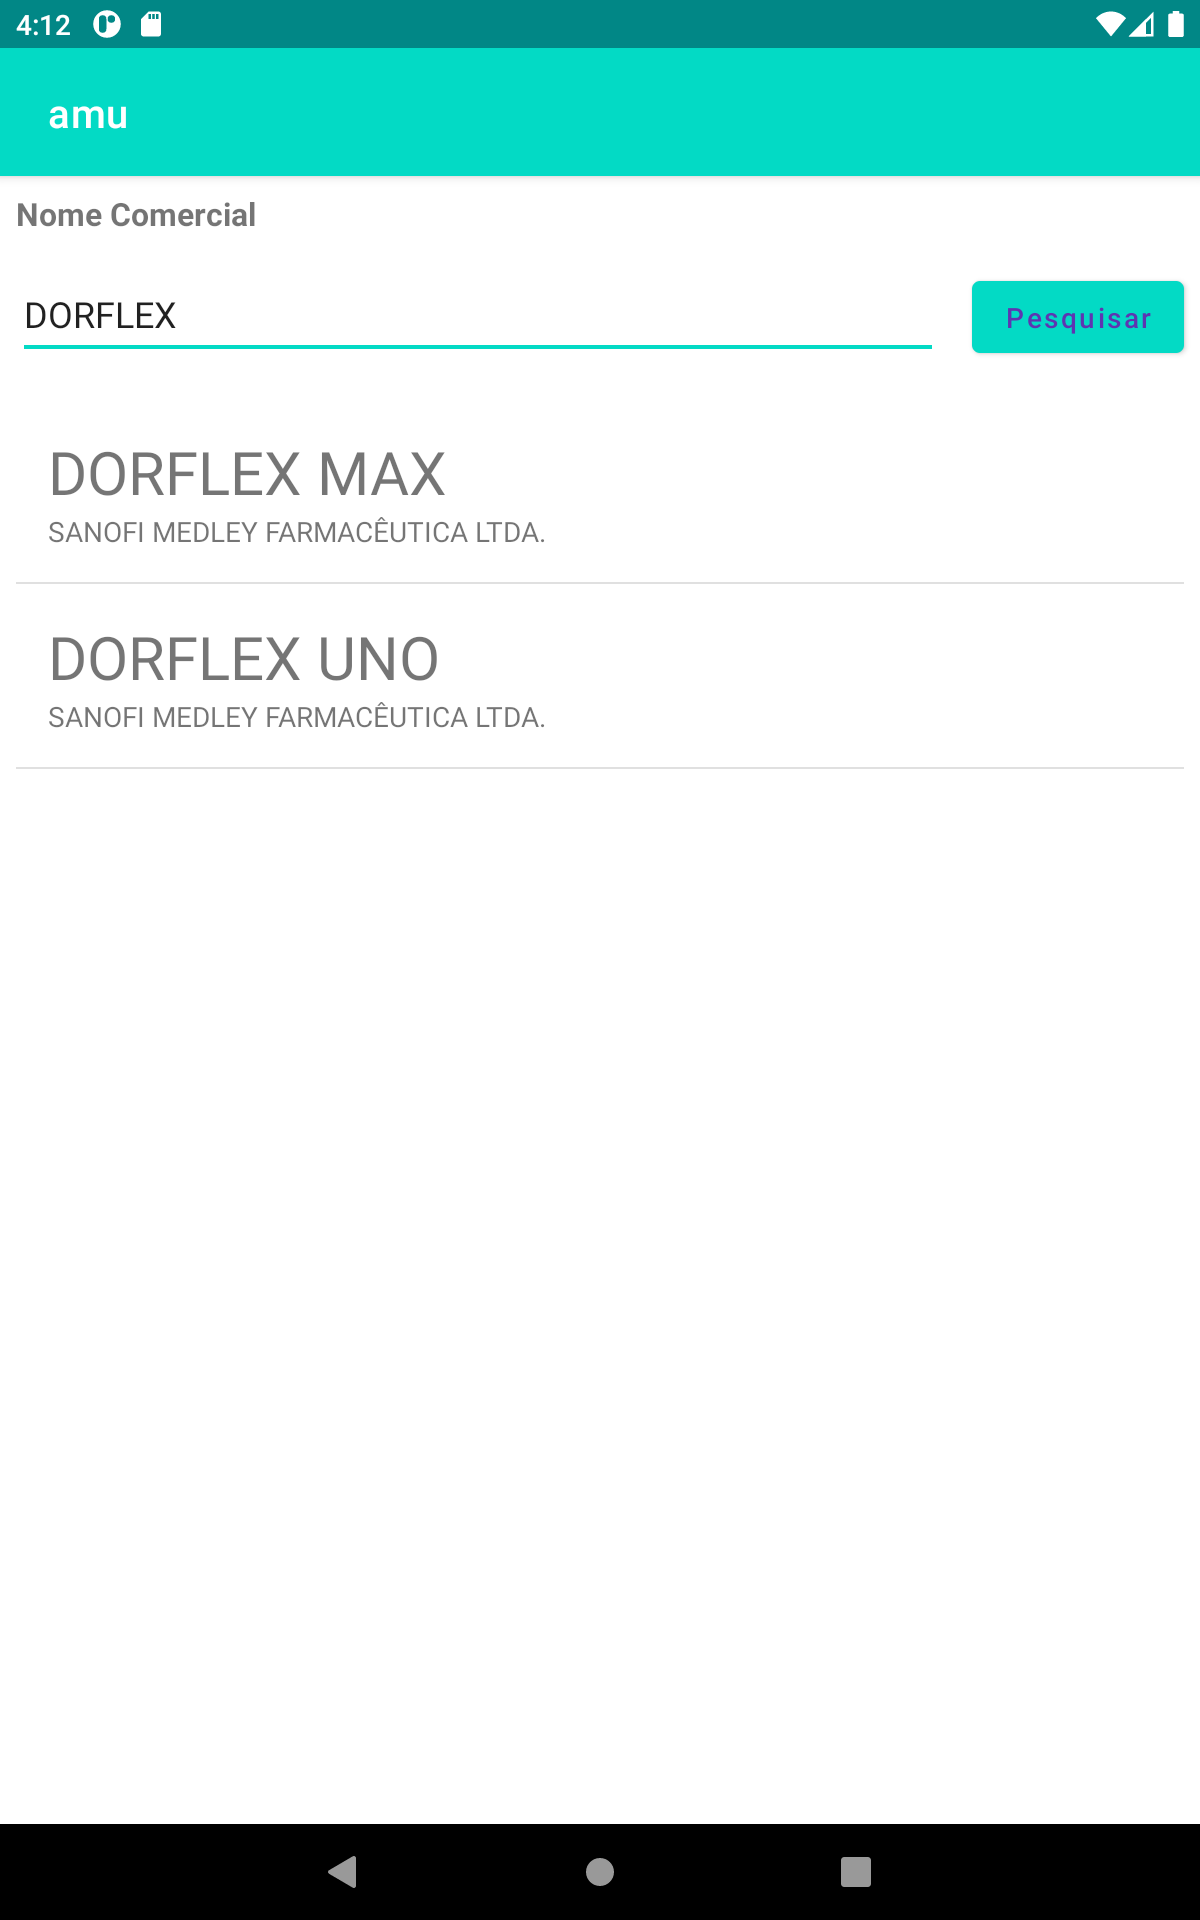 4:12
amu
Nome Comercial
DORFLEX
Pesquisar
DORFLEX MAX
SANOFI MEDLEY FARMACÊUTICA LTDA.
DORFLEX UNO
SANOFI MEDLEY FARMACÊUTICA LTDA.